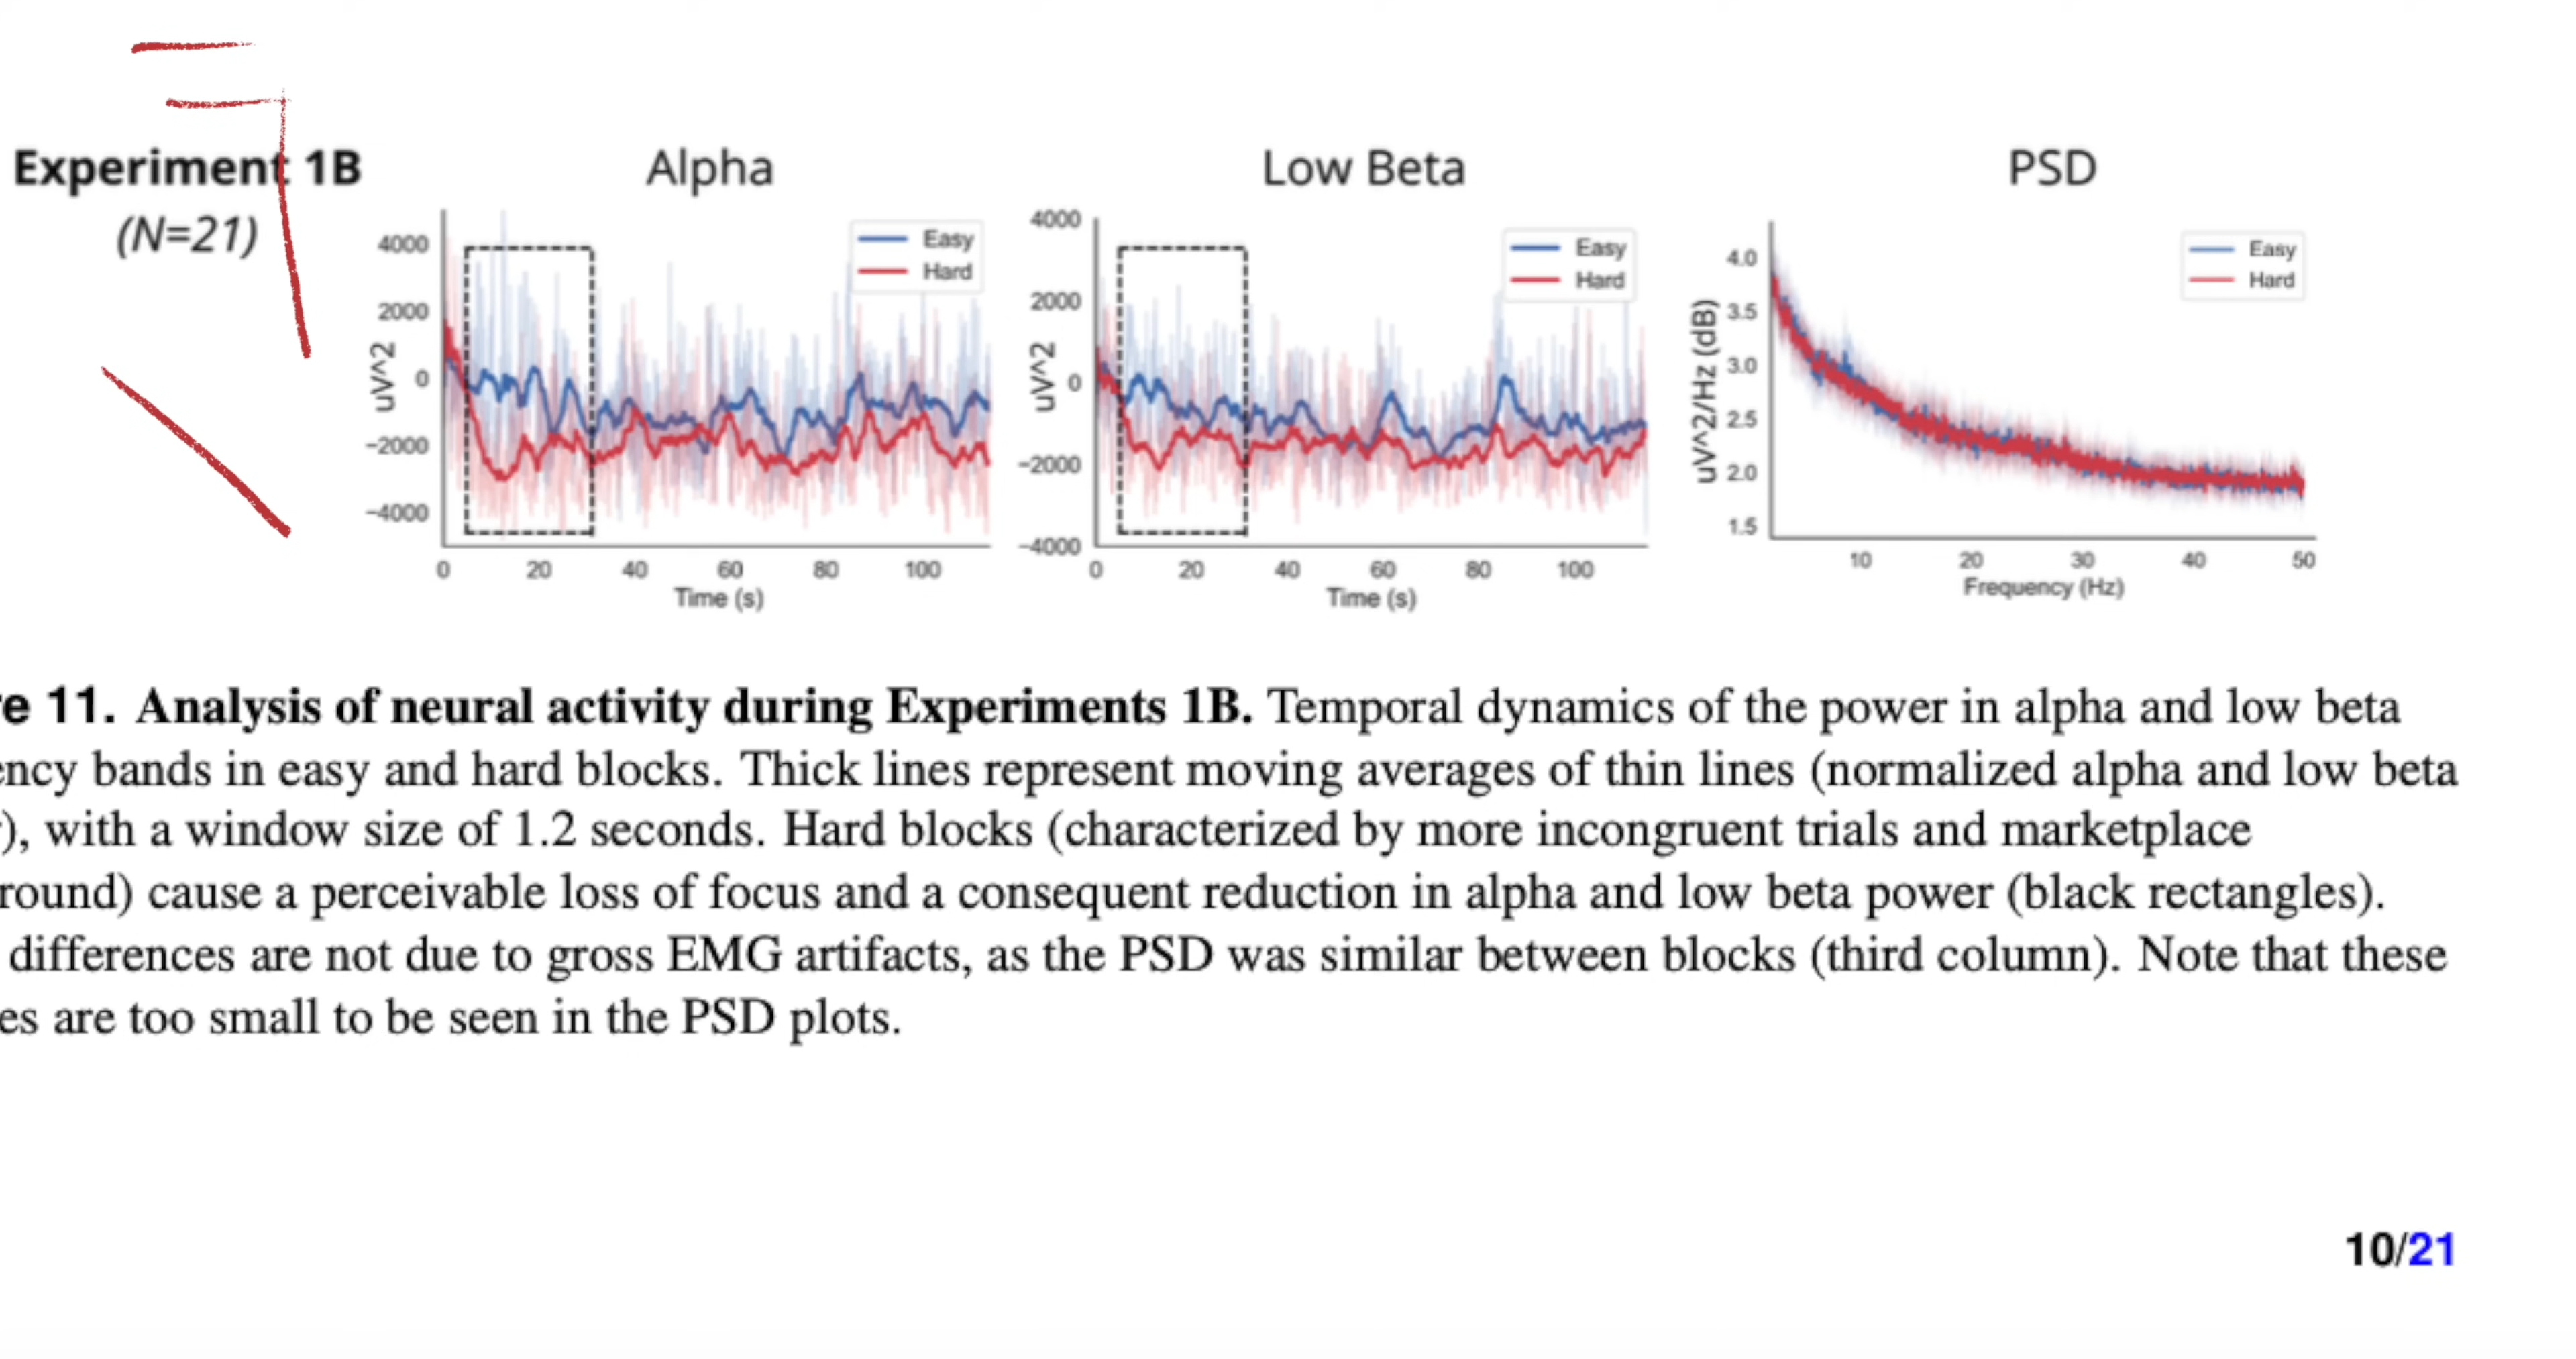 Experiment 1B
(N=21)
Alpha
Low Beta
PSD
4000
2000
0
−2000
−4000
uV^2
Easy
Hard
0 20 40 60 80 100
Time (s)
4000
2000
0
−2000
−4000
uV^2
Easy
Hard
0 20 40 60 80 100
Time (s)
4.0
3.5
3.0
2.5
2.0
1.5
uV^2/Hz (dB)
Easy
Hard
10 20 30 40 50
Frequency (Hz)
re 11. Analysis of neural activity during Experiments 1B. Temporal dynamics of the power in alpha and low beta
ency bands in easy and hard blocks. Thick lines represent moving averages of thin lines (normalized alpha and low beta
), with a window size of 1.2 seconds. Hard blocks (characterized by more incongruent trials and marketplace
round) cause a perceivable loss of focus and a consequent reduction in alpha and low beta power (black rectangles).
differences are not due to gross EMG artifacts, as the PSD was similar between blocks (third column). Note that these
es are too small to be seen in the PSD plots.
10/21